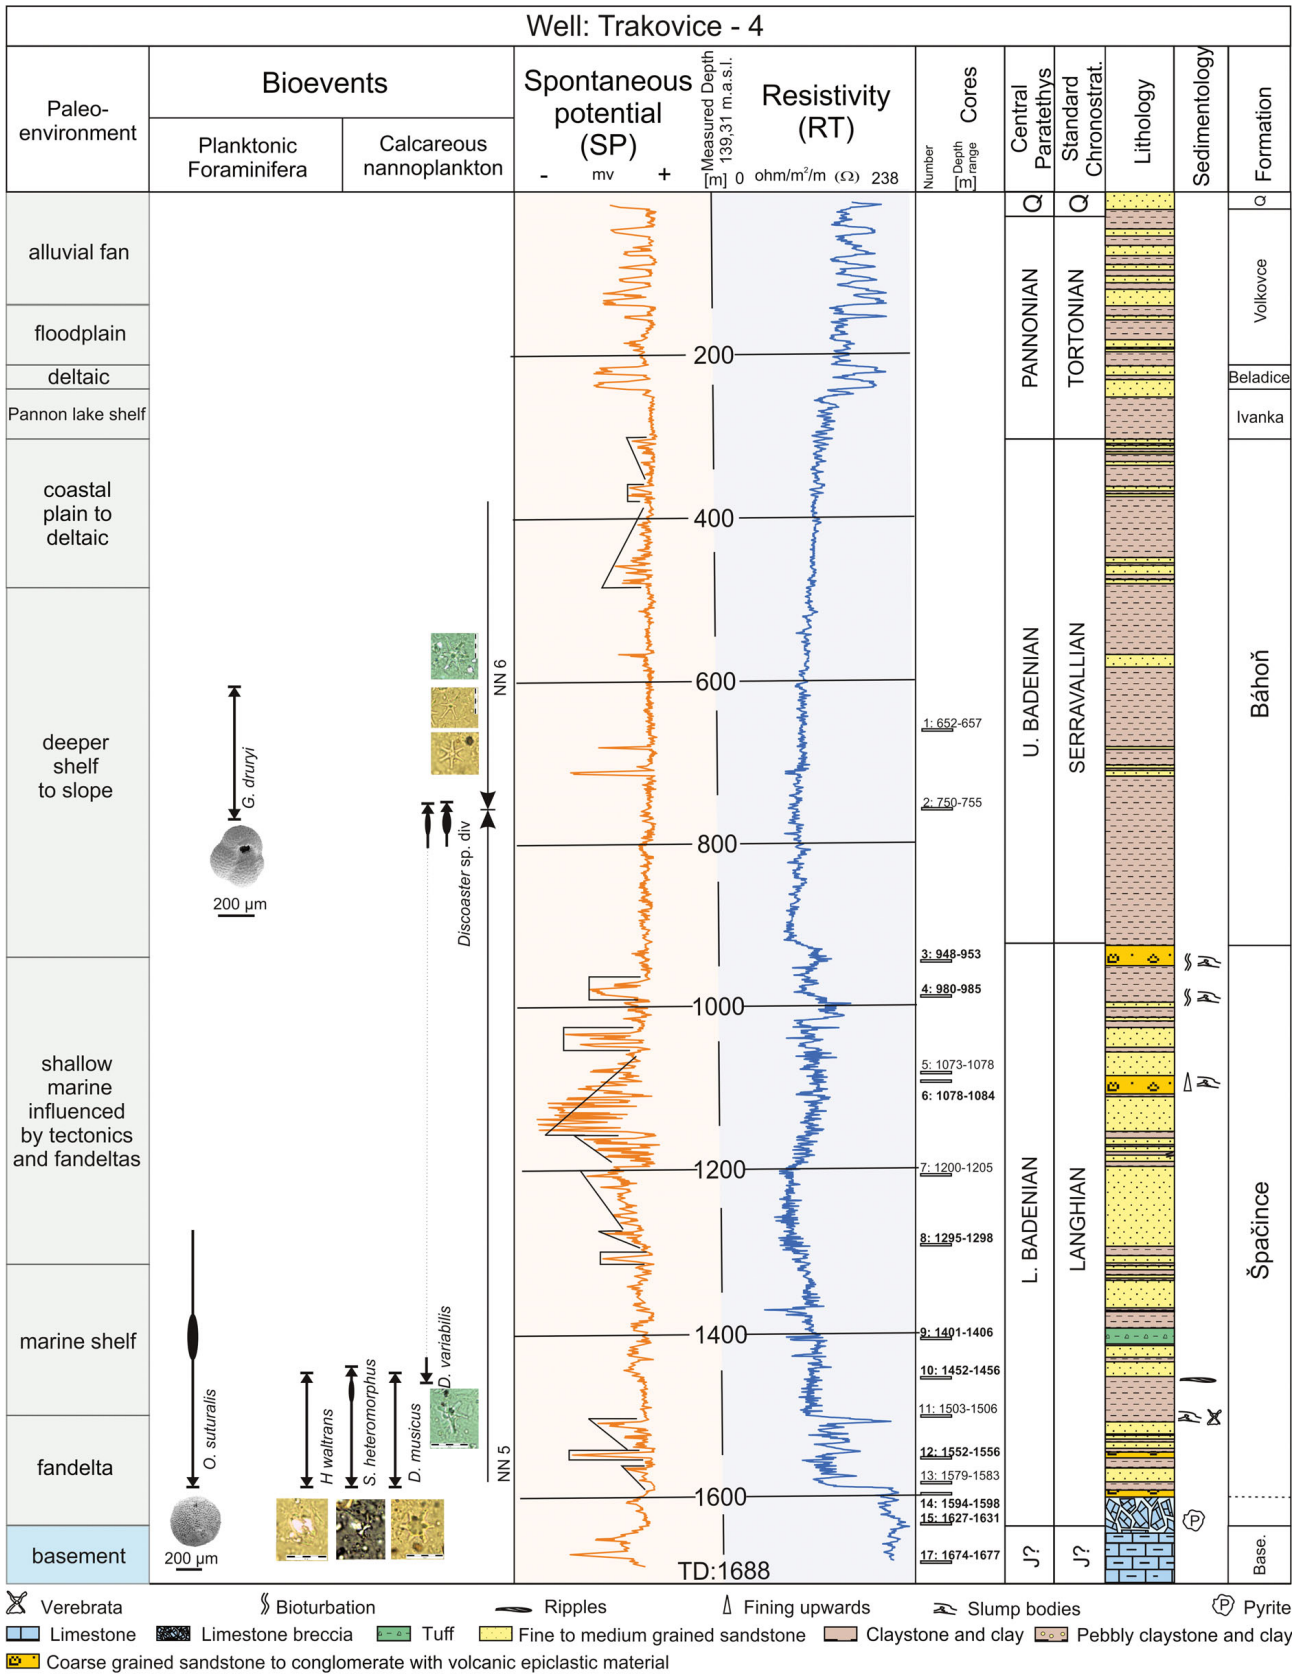 Well: Trakovice - 4
Paleo-
environment
Bioevents
Planktonic
Foraminifera
Calcareous
nannoplankton
Spontaneous
potential
(SP)
- mv +
Measured Depth
139,31 m.a.s.l.
[m]
Resistivity
(RT)
0 ohm/m²/m (Ω) 238
Cores
Number
Depth
range
[m]
Central
Paratethys
Standard
Chronostrat.
Lithology
Sedimentology
Formation
alluvial fan
floodplain
deltaic
Pannon lake shelf
coastal
plain to
deltaic
deeper
shelf
to slope
shallow
marine
influenced
by tectonics
and fandeltas
marine shelf
fandelta
basement
G. druryi
200 µm
O. suturalis
200 µm
H waltrans
S. heteromorphus
D. musicus
D. variabilis
Discoaster sp. div
NN 6
NN 5
200
400
600
800
1000
1200
1400
1600
TD:1688
1: 652-657
2: 750-755
3: 948-953
4: 980-985
5: 1073-1078
6: 1078-1084
7: 1200-1205
8: 1295-1298
9: 1401-1406
10: 1452-1456
11: 1503-1506
12: 1552-1556
13: 1579-1583
14: 1594-1598
15: 1627-1631
17: 1674-1677
Q
PANNONIAN
U. BADENIAN
L. BADENIAN
J?
Q
TORTONIAN
SERRAVALLIAN
LANGHIAN
J?
P
Q
Volkovce
Beladice
Ivanka
Báhoň
Špačince
Base.
Verebrata
Bioturbation
Ripples
Fining upwards
Slump bodies
P Pyrite
Limestone
Limestone breccia
Tuff
Fine to medium grained sandstone
Claystone and clay
Pebbly claystone and clay
Coarse grained sandstone to conglomerate with volcanic epiclastic material